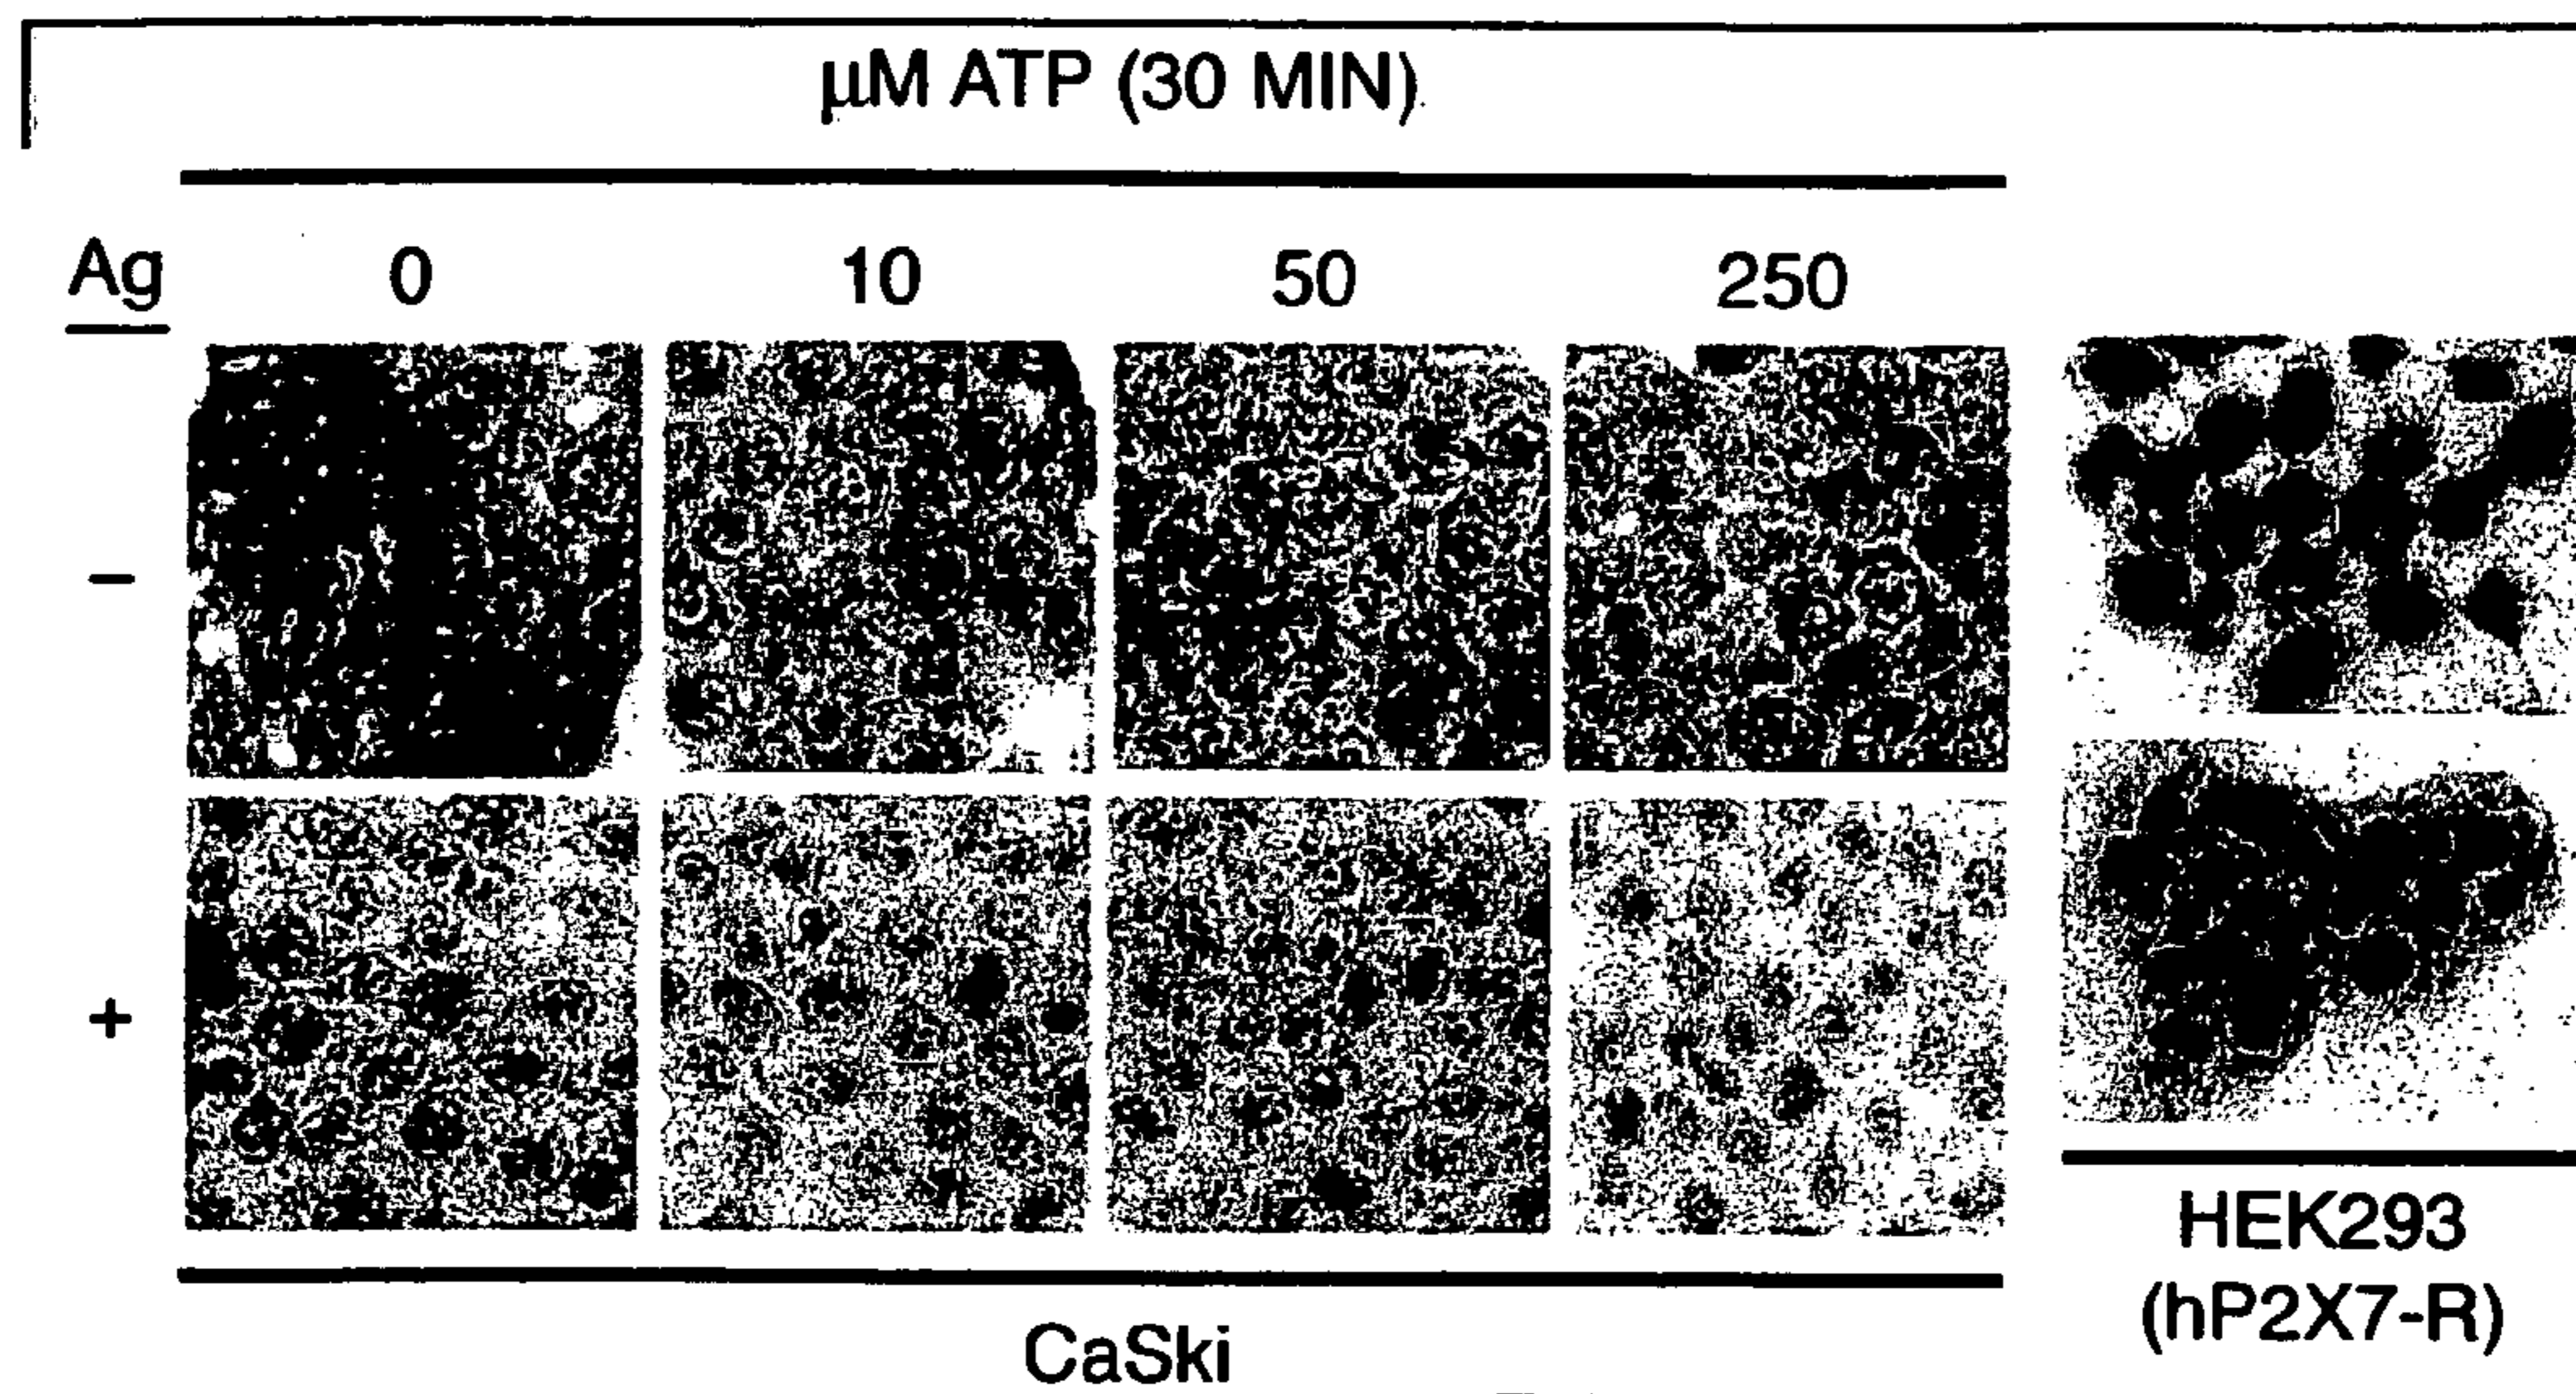 µM ATP (30 MIN)
Ag 0 10 50 250
−
+
HEK293
(hP2X7-R)
CaSki